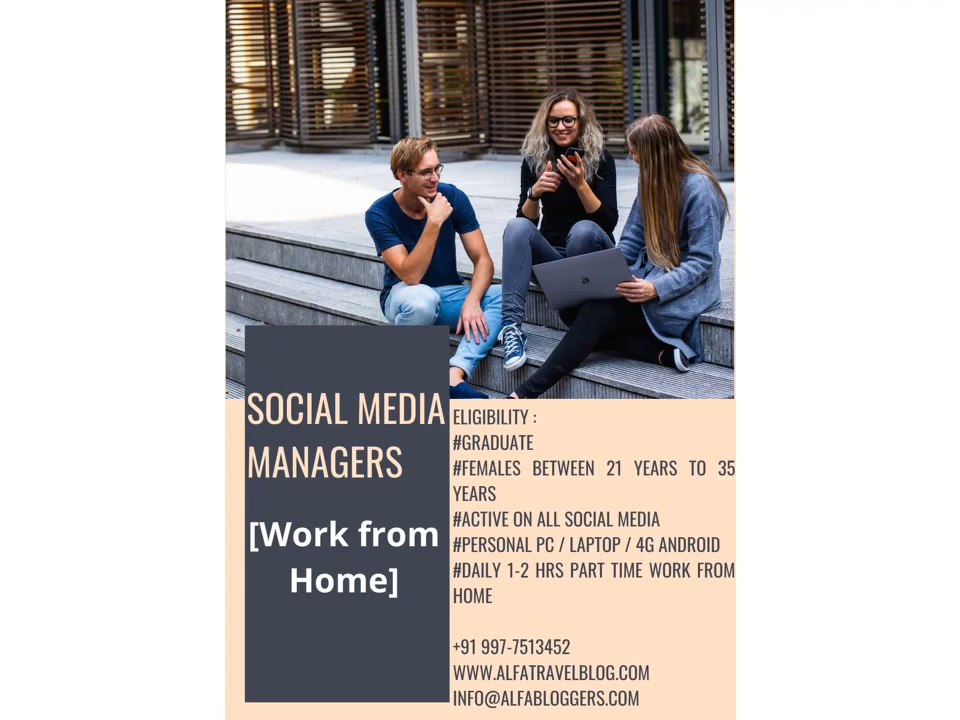 SOCIAL MEDIA
MANAGERS
[Work from
Home]
ELIGIBILITY :
#GRADUATE
#FEMALES BETWEEN 21 YEARS TO 35
YEARS
#ACTIVE ON ALL SOCIAL MEDIA
#PERSONAL PC / LAPTOP / 4G ANDROID
#DAILY 1-2 HRS PART TIME WORK FROM
HOME
+91 997-7513452
WWW.ALFATRAVELBLOG.COM
INFO@ALFABLOGGERS.COM